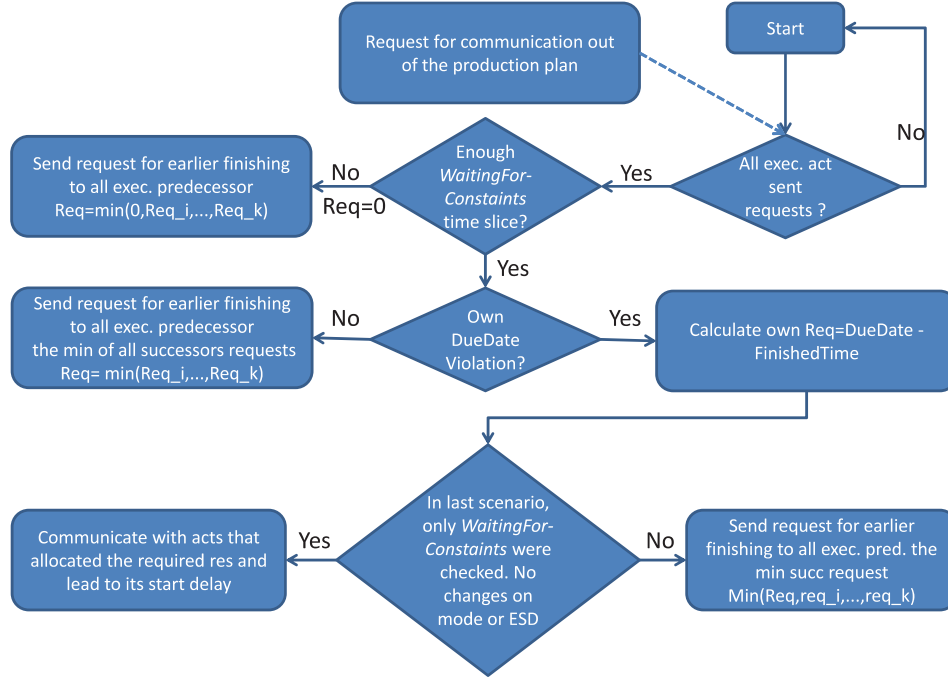 Request for communication out
of the production plan
Start
No
All exec. act
sent
requests ?
Yes
Enough
WaitingFor-
Constaints
time slice?
No
Req=0
Send request for earlier finishing
to all exec. predecessor
Req=min(0,Req_i,...,Req_k)
Yes
Own
DueDate
Violation?
No
Send request for earlier finishing
to all exec. predecessor
the min of all successors requests
Req= min(Req_i,...,Req_k)
Yes
Calculate own Req=DueDate -
FinishedTime
In last scenario,
only WaitingFor-
Constaints were
checked. No
changes on
mode or ESD
Yes
Communicate with acts that
allocated the required res and
lead to its start delay
No
Send request for earlier
finishing to all exec. pred. the
min succ request
Min(Req,req_i,...,req_k)